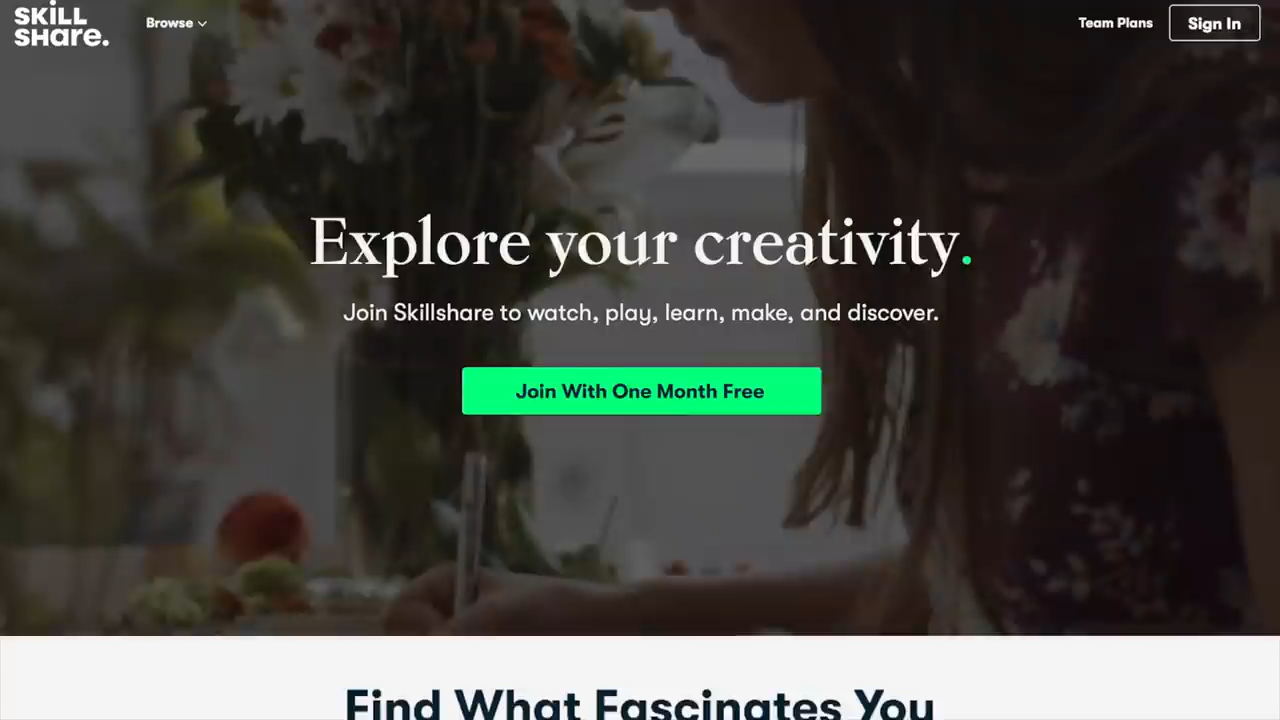 SKILL
SHare.
Browse
Team Plans
Sign In
Explore your creativity.
Join Skillshare to watch, play, learn, make, and discover.
Join With One Month Free
Find What Fascinates You